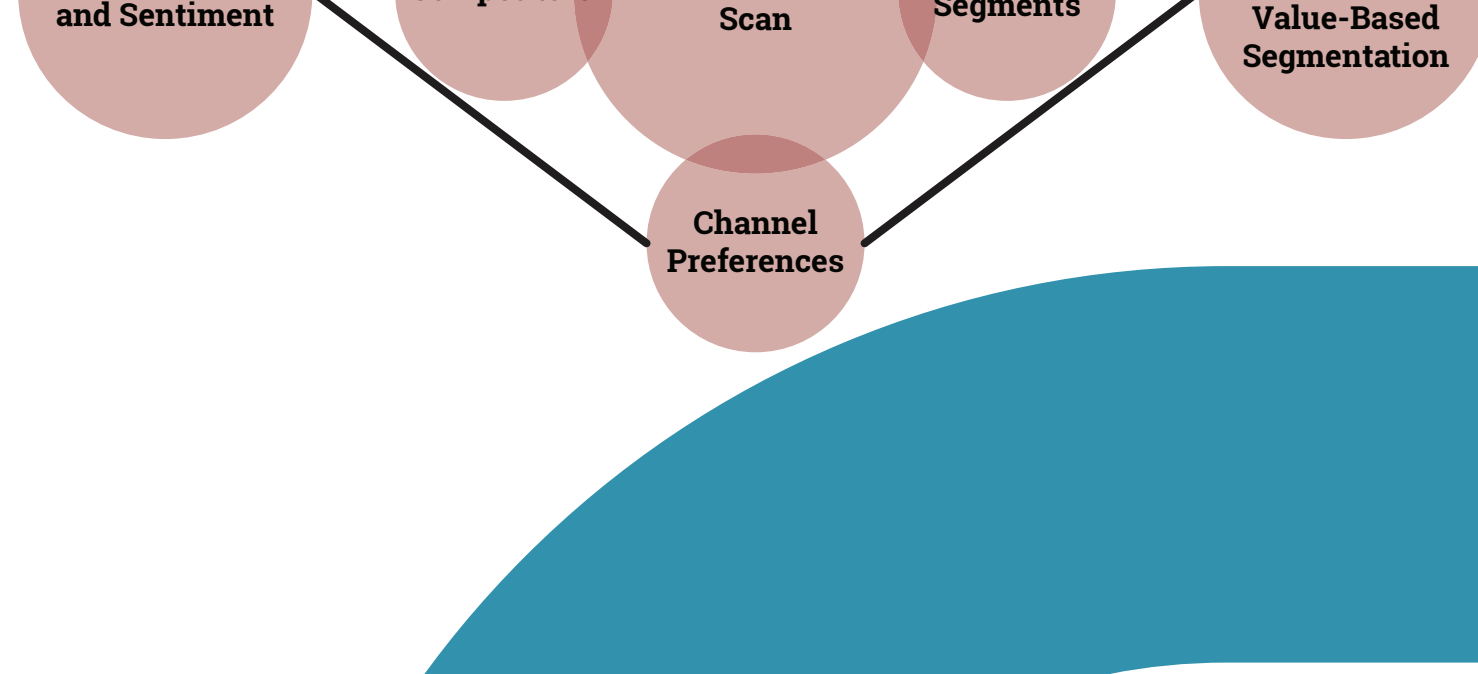 and Sentiment
Scan
Segments
Value-Based
Segmentation
Channel
Preferences